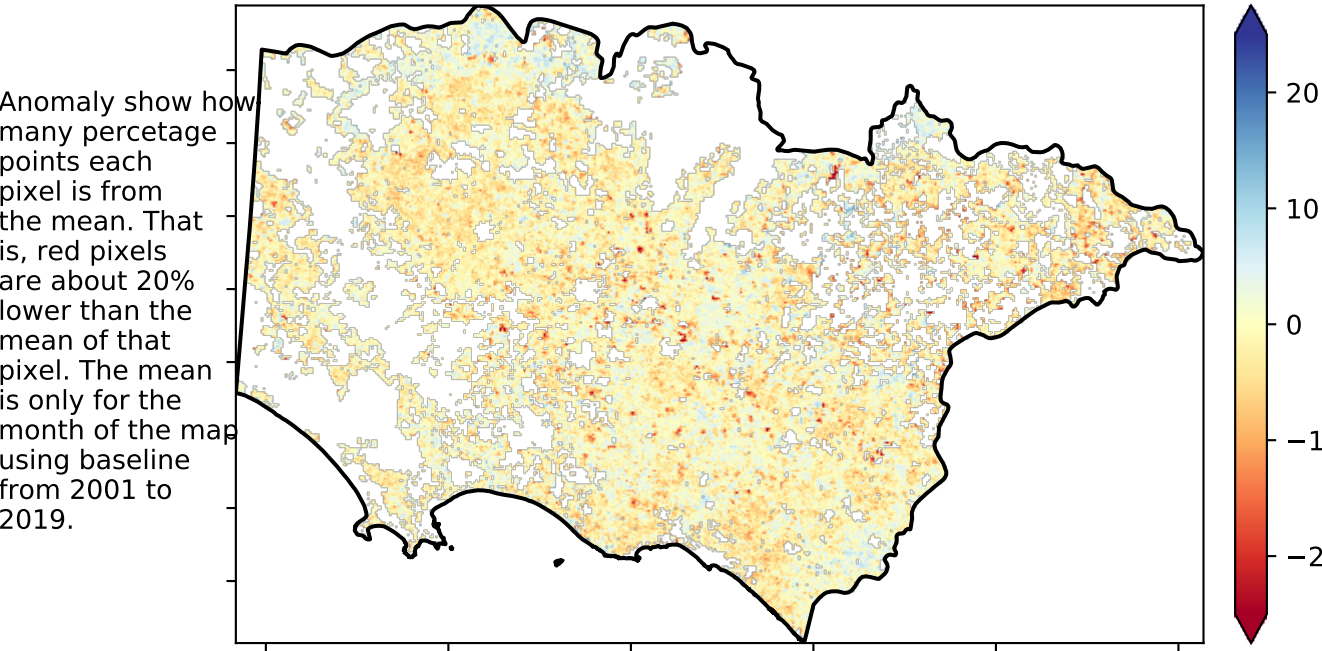 Anomaly show how
many percetage
points each
pixel is from
the mean. That
is, red pixels
are about 20%
lower than the
mean of that
pixel. The mean
is only for the
month of the map
using baseline
from 2001 to
2019.
20
10
0
−1
−2